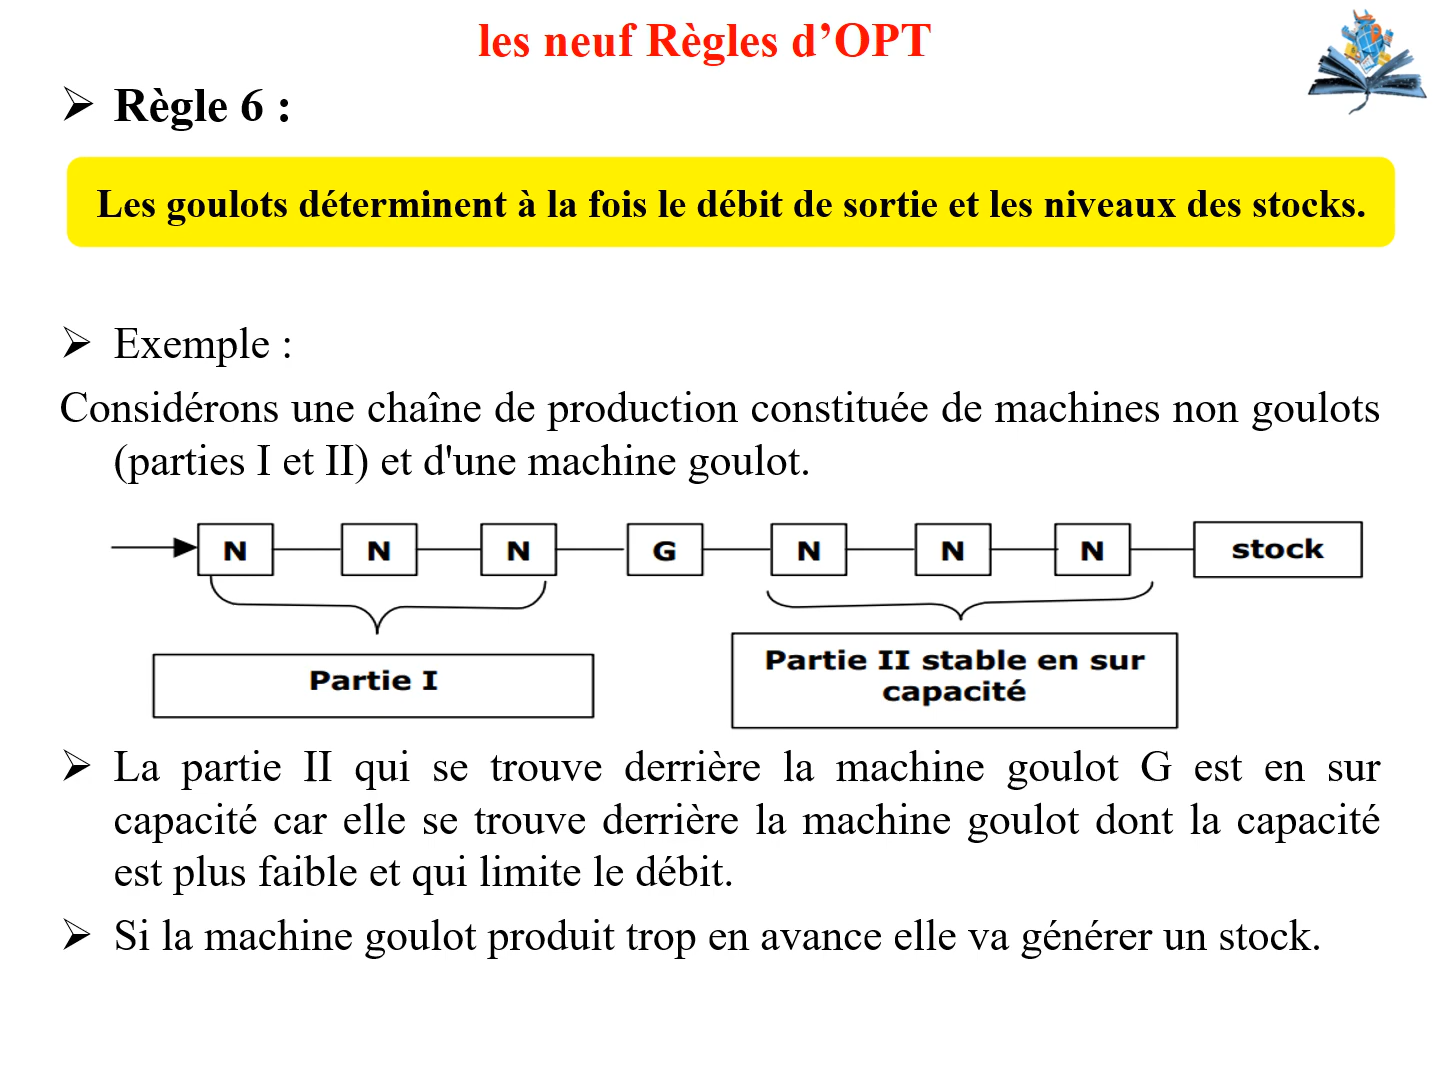 les neuf Règles d’OPT
➢ Règle 6 :
Les goulots déterminent à la fois le débit de sortie et les niveaux des stocks.
➢ Exemple :
Considérons une chaîne de production constituée de machines non goulots
(parties I et II) et d'une machine goulot.
N N N G N N N stock
Partie I
Partie II stable en sur
capacité
➢ La partie II qui se trouve derrière la machine goulot G est en sur
capacité car elle se trouve derrière la machine goulot dont la capacité
est plus faible et qui limite le débit.
➢ Si la machine goulot produit trop en avance elle va générer un stock.